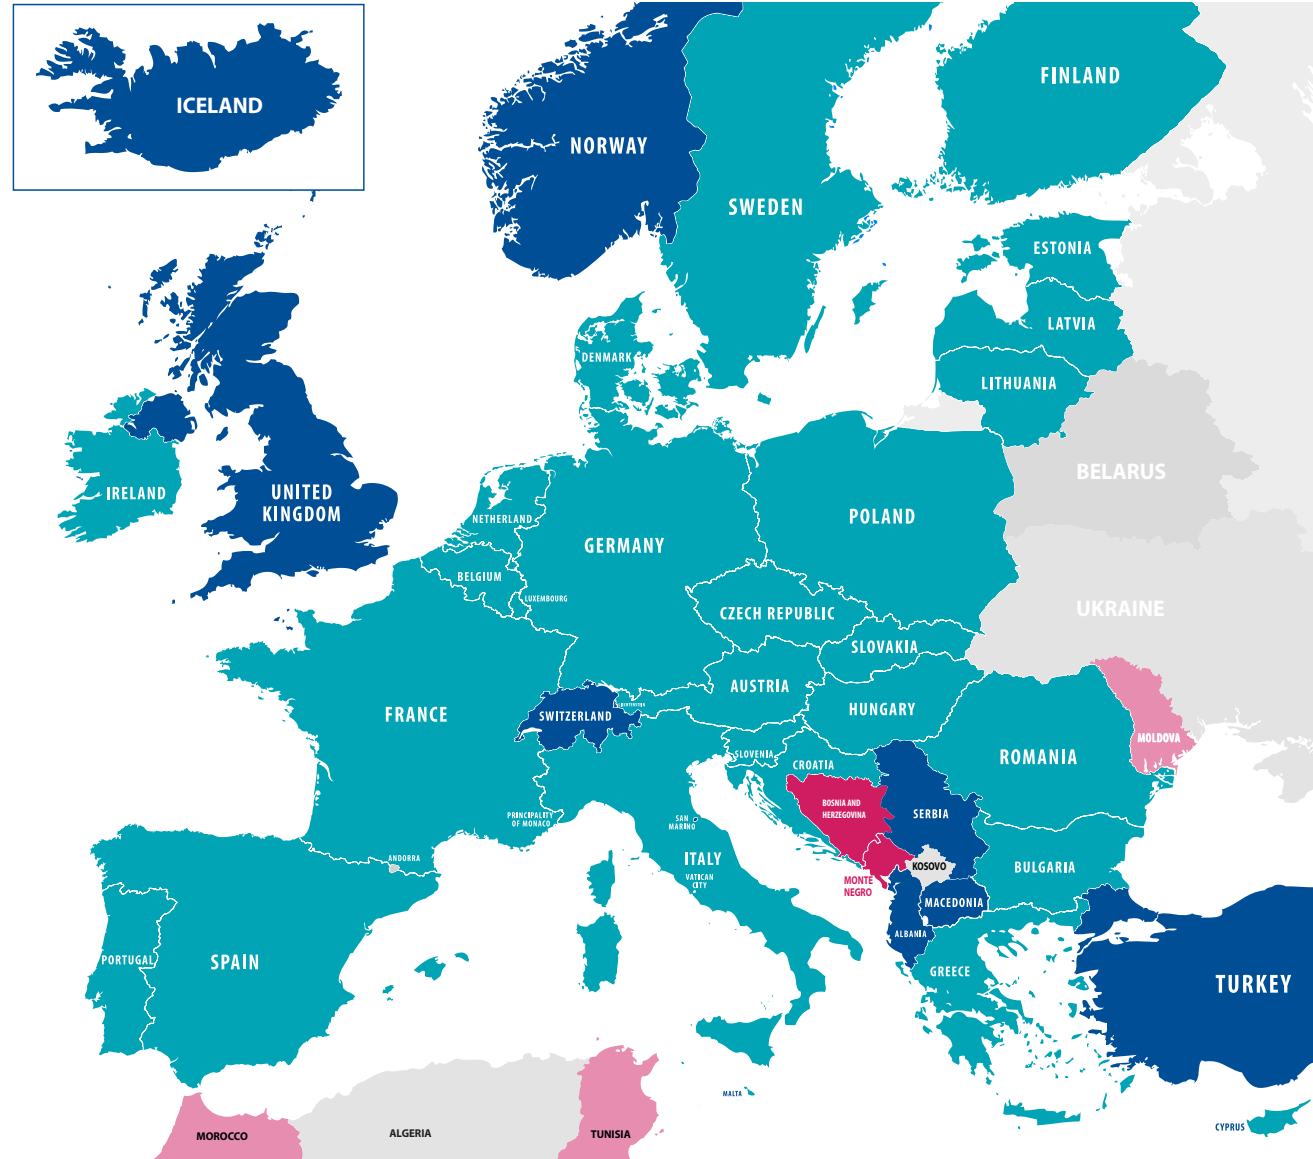 ICELAND
FINLAND
NORWAY
SWEDEN
ESTONIA
LATVIA
DENMARK
LITHUANIA
BELARUS
IRELAND
UNITED
KINGDOM
NETHERLAND
POLAND
GERMANY
BELGIUM
LUXEMBOURG
UKRAINE
CZECH REPUBLIC
SLOVAKIA
AUSTRIA
LIECHTENSTEIN
HUNGARY
FRANCE
SWITZERLAND
MOLDOVA
SLOVENIA
ROMANIA
CROATIA
BOSNIA AND
HERZEGOVINA
SERBIA
PRINCIPALITY
OF MONACO
SAN
MARINO
ANDORRA
ITALY
KOSOVO
BULGARIA
VATICAN
CITY
MONTE
NEGRO
MACEDONIA
ALBANIA
PORTUGAL
SPAIN
GREECE
TURKEY
MALTA
CYPRUS
MOROCCO
ALGERIA
TUNISIA